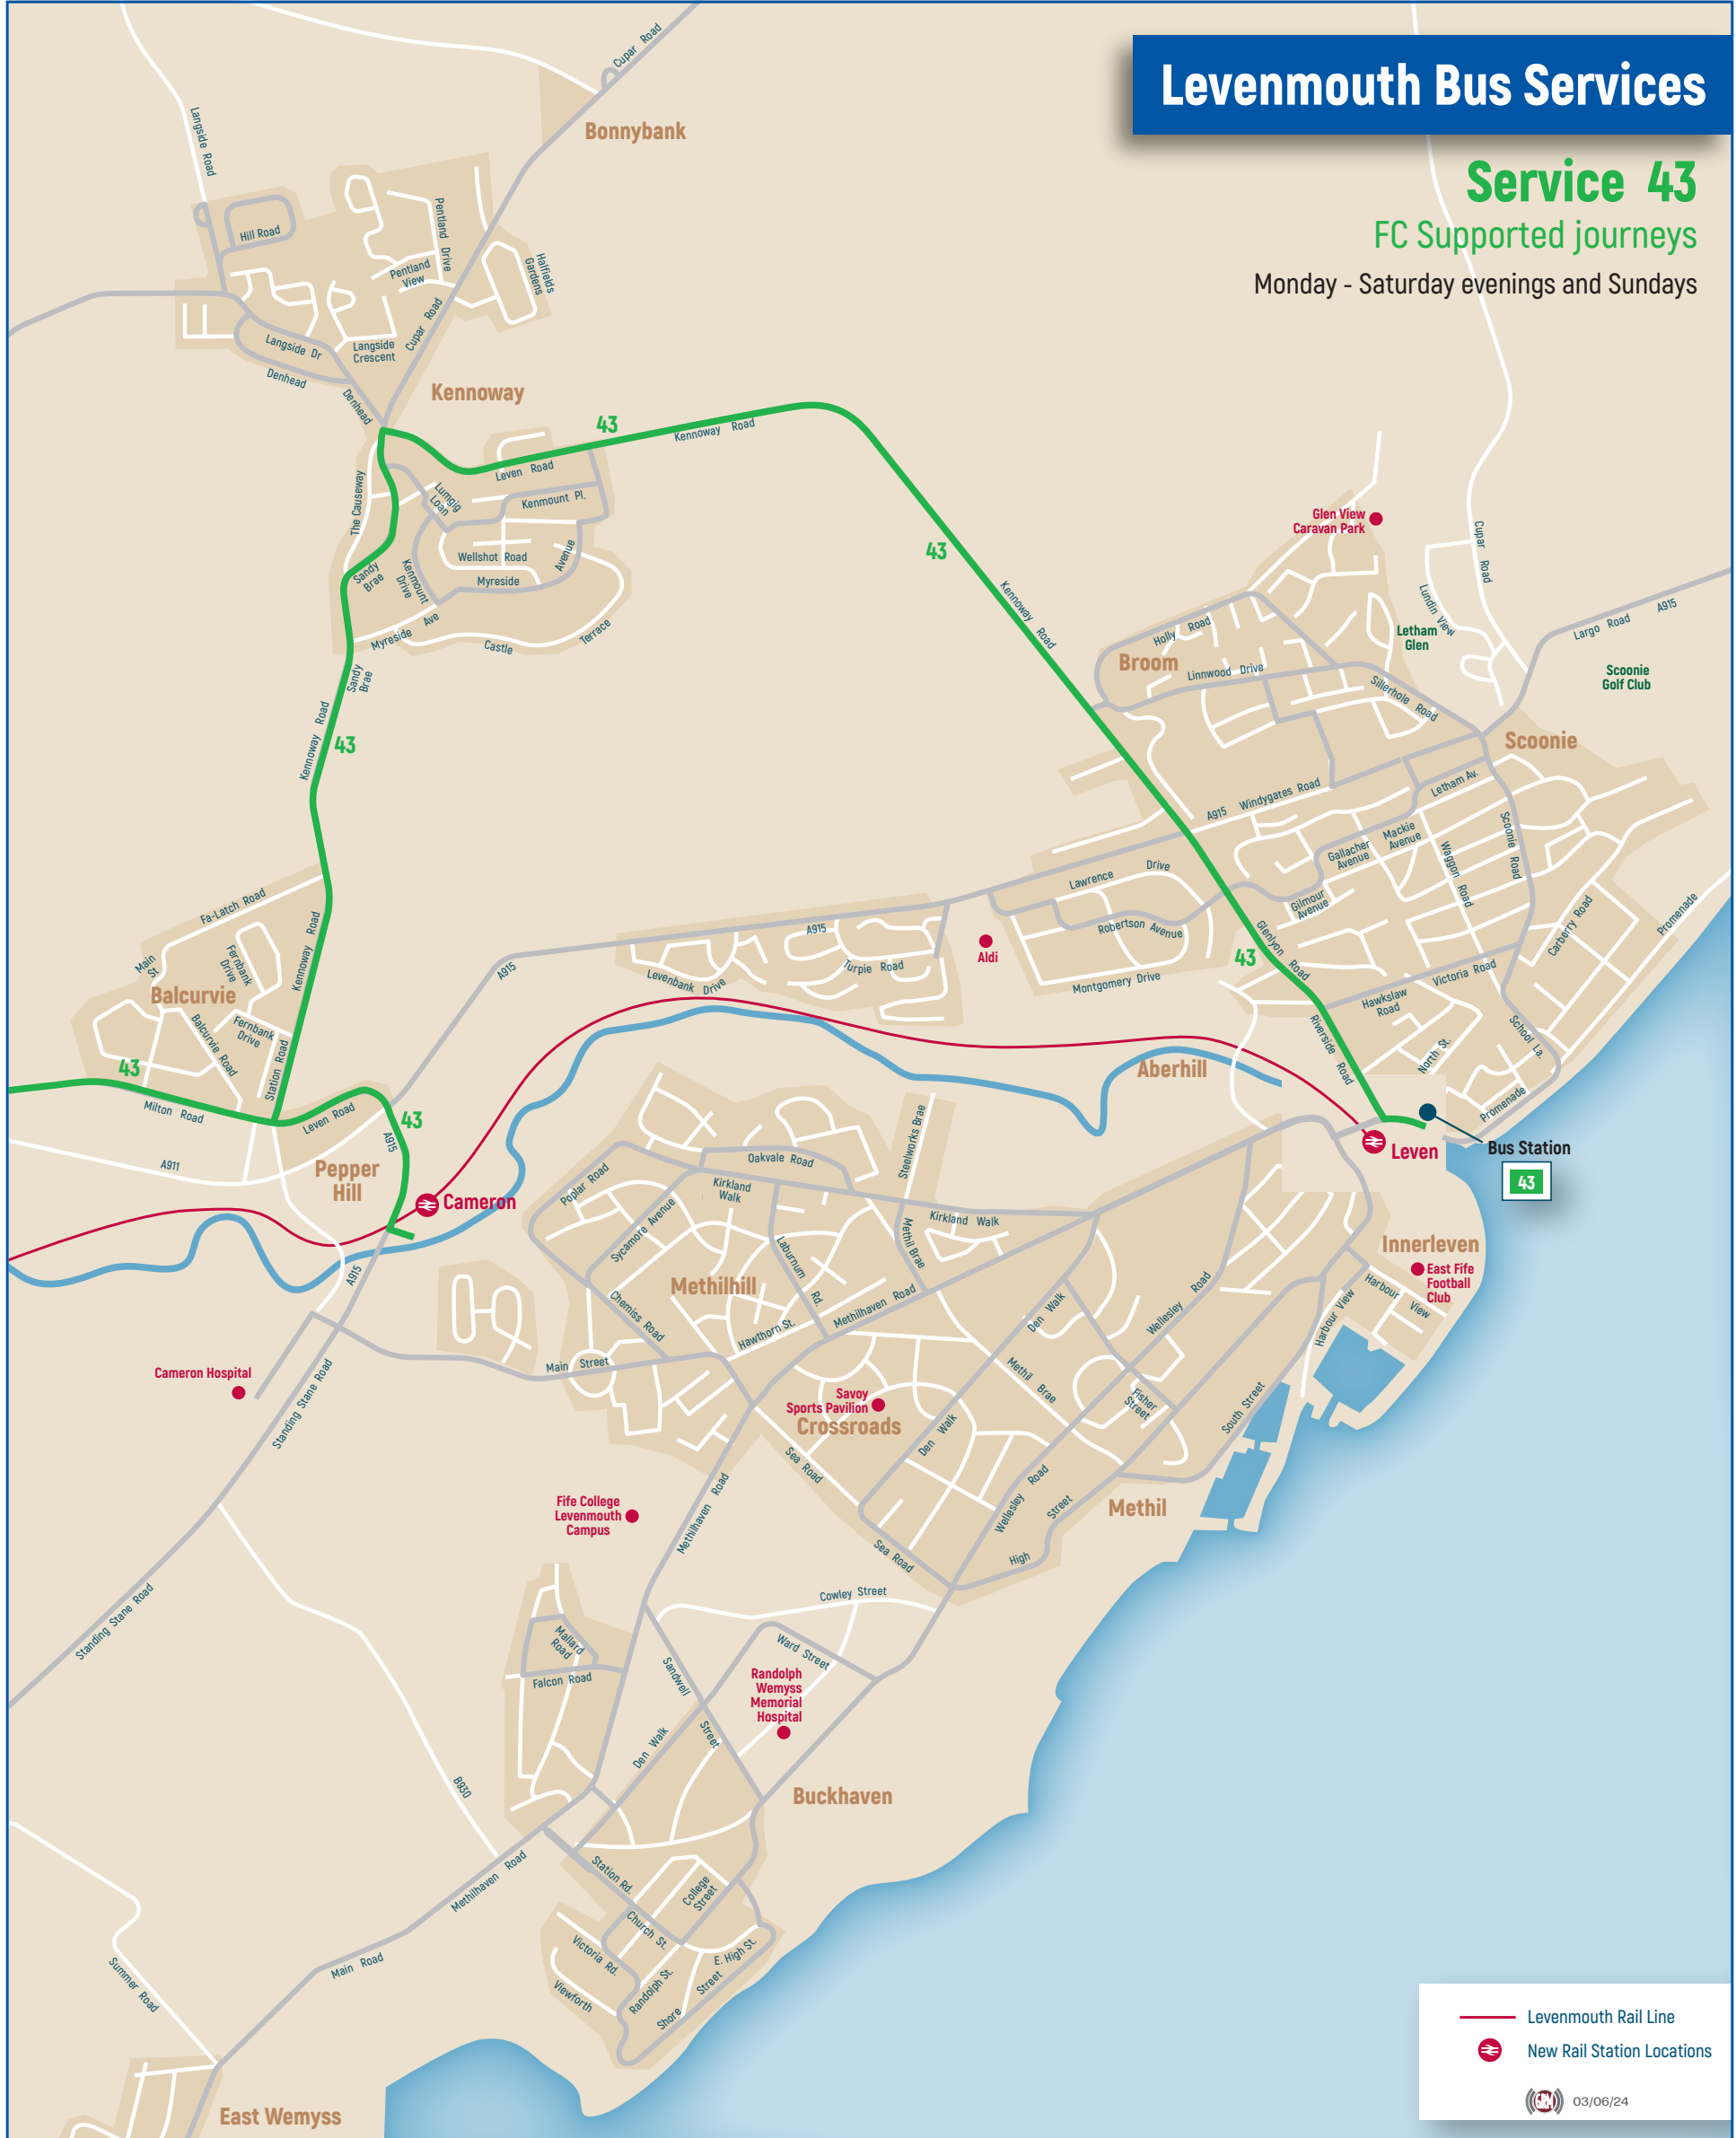 Levenmouth Bus Services
Service 43
FC Supported journeys
Monday - Saturday evenings and Sundays
Cupar Road
Bonnybank
Langside Road
Hill Road
Pentland Drive
Pentland
View
Halfields
Gardens
Cupar Road
Langside Dr
Langside
Crescent
Denhead
Denhead
Kennoway
43
Kennoway Road
Leven Road
The Causeway
Lumgig
Loan
Kenmount Pl.
Wellshot Road
Avenue
Myreside
Sandy
Brae
Kenmount
Drive
Myreside Ave
Castle
Terrace
Sandy
Brae
43
Kennoway Road
Glen View
Caravan Park
Cupar Road
Lundin View
Largo Road A915
Letham
Glen
Scoonie
Golf Club
Holly Road
Broom
Linnwood Drive
Sillerhole Road
Scoonie
Kennoway Road
43
A915 Windygates Road
Letham Av.
Mackie
Avenue
Gallacher
Avenue
Waggon Road
Scoonie Road
Gilmour
Avenue
Lawrence Drive
Robertson Avenue
Montgomery Drive
Glenlyon Road
43
Carberry Road
Promenade
Victoria Road
Hawkslaw
Road
Riverside Road
North St.
School La.
Promenade
Fa-Latch Road
Main
St
Fernbank
Drive
Kennoway Road
Balcurvie
Balcurvie Road
Fernbank
Drive
Station Road
43
Milton Road
Leven Road
43
A915
A911
Pepper
Hill
A915
A915
Levenbank Drive
Turpie Road
Aldi
Aberhill
Cameron
Bus Station
Leven
43
Steelworks Brae
Oakvale Road
Poplar Road
Kirkland
Walk
Kirkland Walk
Sycamore Avenue
Methil Brae
Laburnum Rd.
Methilhill
Chemiss Road
Methilhaven Road
Hawthorn St.
Main Street
Innerleven
East Fife
Football
Club
Harbour View
Harbour View
Den Walk
Wellesley Road
Methil Brae
Fisher
Street
South Street
A915
Cameron Hospital
Standing Stane Road
Savoy
Sports Pavilion
Crossroads
Den Walk
Sea Road
Methil
Wellesley Road
High Street
Sea Road
Fife College
Levenmouth
Campus
Methilhaven Road
Standing Stane Road
Cowley Street
Mallard
Road
Falcon Road
Sandwell Street
Ward Street
Randolph
Wemyss
Memorial
Hospital
Den Walk
B930
Buckhaven
Methilhaven Road
Station Rd.
College
Street
Church St.
Victoria Rd.
E. High St.
Randolph St.
Viewforth
Shore Street
Main Road
Summer Road
East Wemyss
Levenmouth Rail Line
New Rail Station Locations
03/06/24